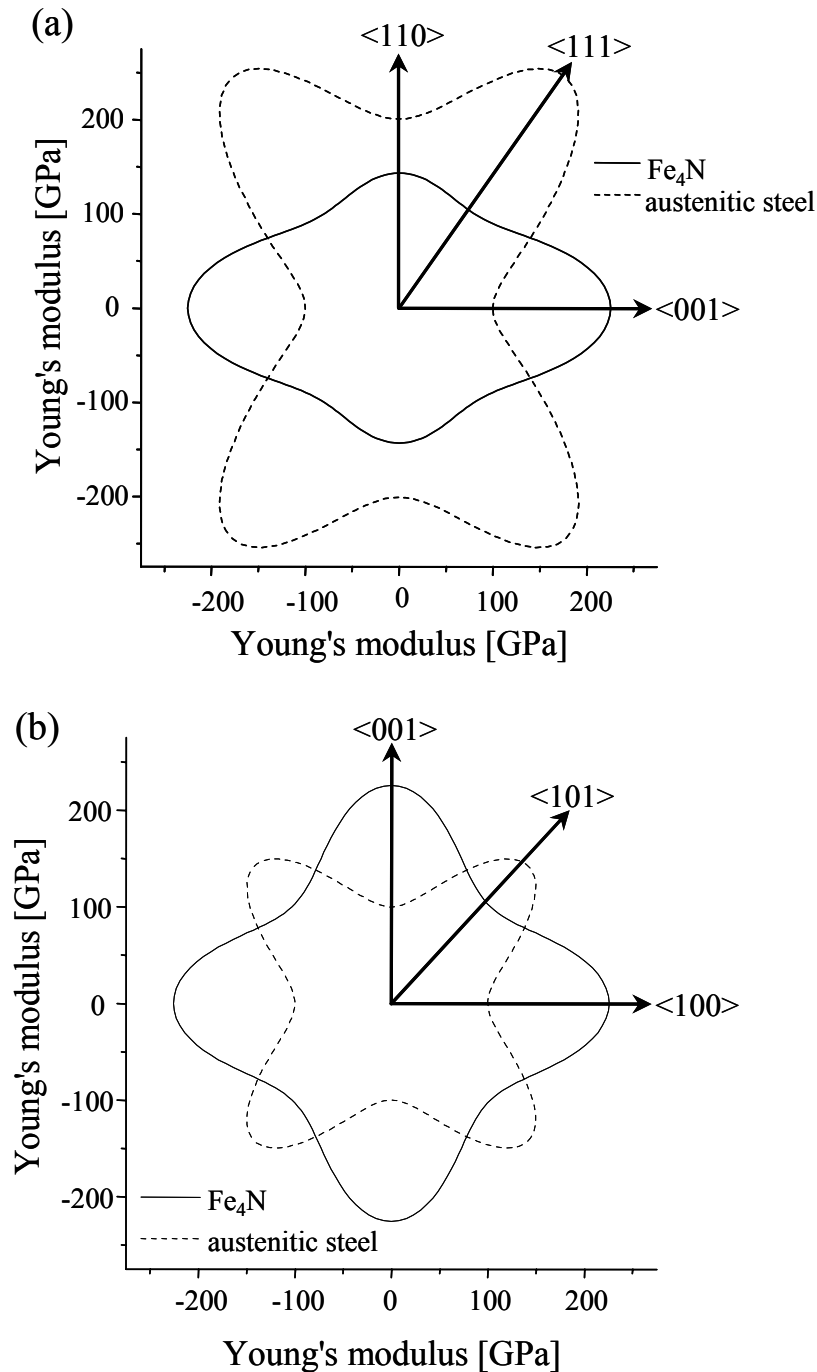 (a)
<110>
<111>
200
100
0
-100
-200
Young's modulus [GPa]
Fe₄N
austenitic steel
<001>
-200 -100 0 100 200
Young's modulus [GPa]
(b)
<001>
<101>
200
100
0
-100
-200
Young's modulus [GPa]
<100>
Fe₄N
austenitic steel
-200 -100 0 100 200
Young's modulus [GPa]